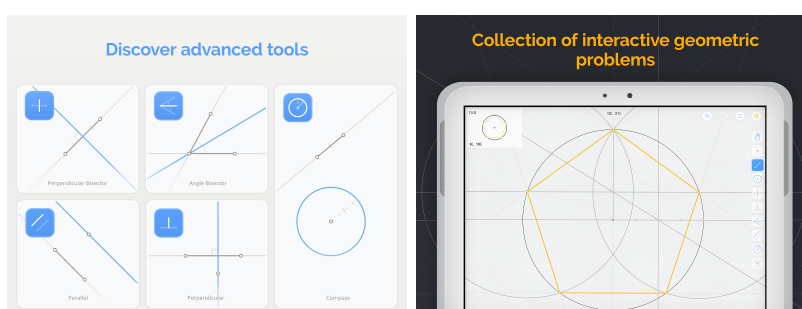 Discover advanced tools
Perpendicular Bisector
Angle Bisector
Parallel
Perpendicular
Compass
Collection of interactive geometric
problems